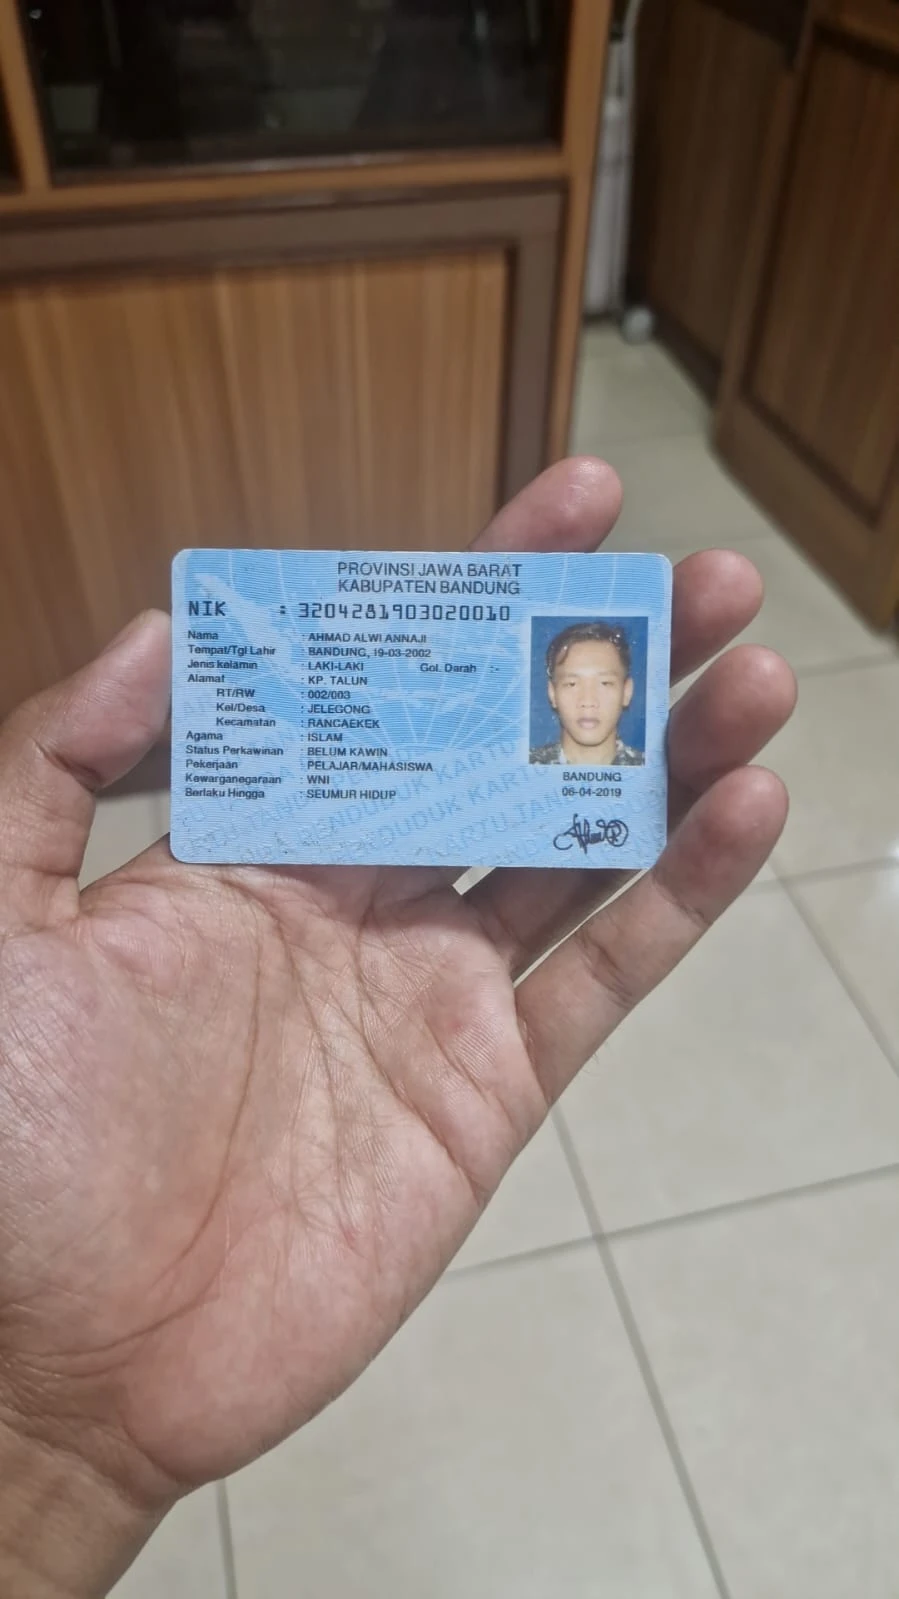 PROVINSI JAWA BARAT
KABUPATEN BANDUNG
NIK : 3204281903020010
Nama : AHMAD ALWI ANNAJI
Tempat/Tgl Lahir : BANDUNG, 19-03-2002
Jenis kelamin : LAKI-LAKI Gol. Darah :-
Alamat : KP. TALUN
RT/RW : 002/003
Kel/Desa : JELEGONG
Kecamatan : RANCAEKEK
Agama : ISLAM
Status Perkawinan : BELUM KAWIN
Pekerjaan : PELAJAR/MAHASISWA
Kewarganegaraan : WNI
Berlaku Hingga : SEUMUR HIDUP
BANDUNG
06-04-2019